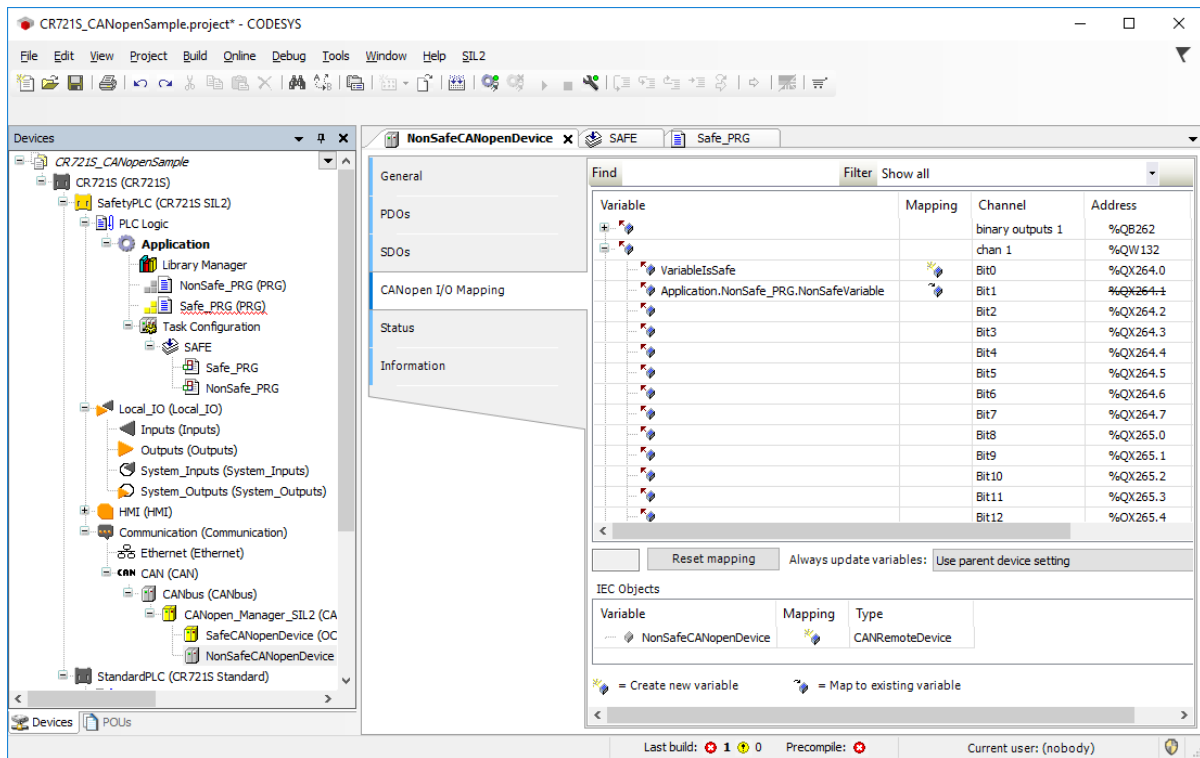 CR721S_CANopenSample.project* - CODESYS
File Edit View Project Build Online Debug Tools Window Help SIL2
Devices
CR721S_CANopenSample
CR721S (CR721S)
SafetyPLC (CR721S SIL2)
PLC Logic
Application
Library Manager
NonSafe_PRG (PRG)
Safe_PRG (PRG)
Task Configuration
SAFE
Safe_PRG
NonSafe_PRG
Local_IO (Local_IO)
Inputs (Inputs)
Outputs (Outputs)
System_Inputs (System_Inputs)
System_Outputs (System_Outputs)
HMI (HMI)
Communication (Communication)
Ethernet (Ethernet)
CAN CAN (CAN)
CANbus (CANbus)
CANopen_Manager_SIL2 (CA
SafeCANopenDevice (OC
NonSafeCANopenDevice
StandardPLC (CR721S Standard)
Devices POUs
NonSafeCANopenDevice SAFE Safe_PRG
General
PDOs
SDOs
CANopen I/O Mapping
Status
Information
Find Filter Show all
Variable Mapping Channel Address
binary outputs 1 %QB262
chan 1 %QW132
VariableIsSafe Bit0 %QX264.0
Application.NonSafe_PRG.NonSafeVariable Bit1 %QX264.1
Bit2 %QX264.2
Bit3 %QX264.3
Bit4 %QX264.4
Bit5 %QX264.5
Bit6 %QX264.6
Bit7 %QX264.7
Bit8 %QX265.0
Bit9 %QX265.1
Bit10 %QX265.2
Bit11 %QX265.3
Bit12 %QX265.4
Reset mapping Always update variables: Use parent device setting
IEC Objects
Variable Mapping Type
NonSafeCANopenDevice CANRemoteDevice
= Create new variable = Map to existing variable
Last build: 1 0 Precompile: Current user: (nobody)